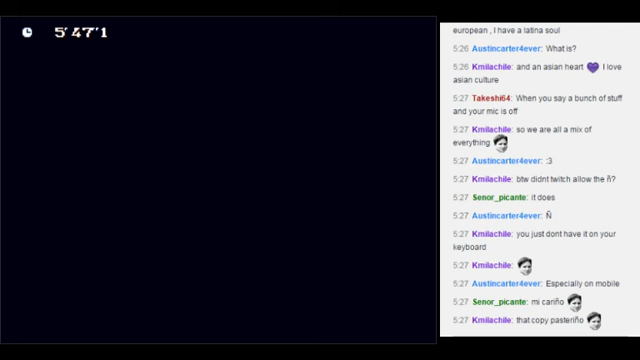 5'47'1
european , I have a latina soul
5:26 Austincarter4ever: What is?
5:26 Kmilachile: and an asian heart I love
asian culture
5:27 Takeshi64: When you say a bunch of stuff
and your mic is off
5:27 Kmilachile: so we are all a mix of
everything
5:27 Austincarter4ever: :3
5:27 Kmilachile: btw didnt twitch allow the ñ?
5:27 Senor_picante: it does
5:27 Austincarter4ever: Ñ
5:27 Kmilachile: you just dont have it on your
keyboard
5:27 Kmilachile:
5:27 Austincarter4ever: Especially on mobile
5:27 Senor_picante: mi cariño
5:27 Kmilachile: that copy pasteriño